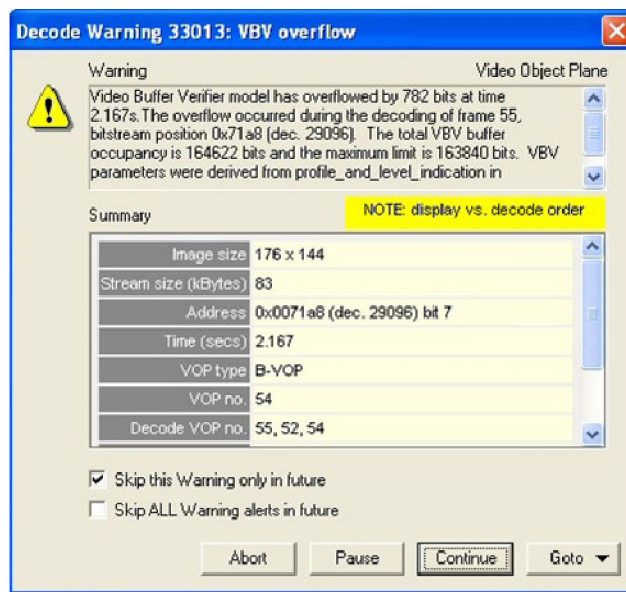 Decode Warning 33013: VBV overflow
Warning Video Object Plane
Video Buffer Verifier model has overflowed by 782 bits at time
2.167s. The overflow occurred during the decoding of frame 55,
bitstream position 0x71a8 (dec. 29096). The total VBV buffer
occupancy is 164622 bits and the maximum limit is 163840 bits. VBV
parameters were derived from profile_and_level_indication in
Summary NOTE: display vs. decode order
Image size 176 x 144
Stream size (kBytes) 83
Address 0x0071a8 (dec. 29096) bit 7
Time (secs) 2.167
VOP type B-VOP
VOP no. 54
Decode VOP no. 55, 52, 54
Skip this Warning only in future
Skip ALL Warning alerts in future
Abort Pause Continue Goto